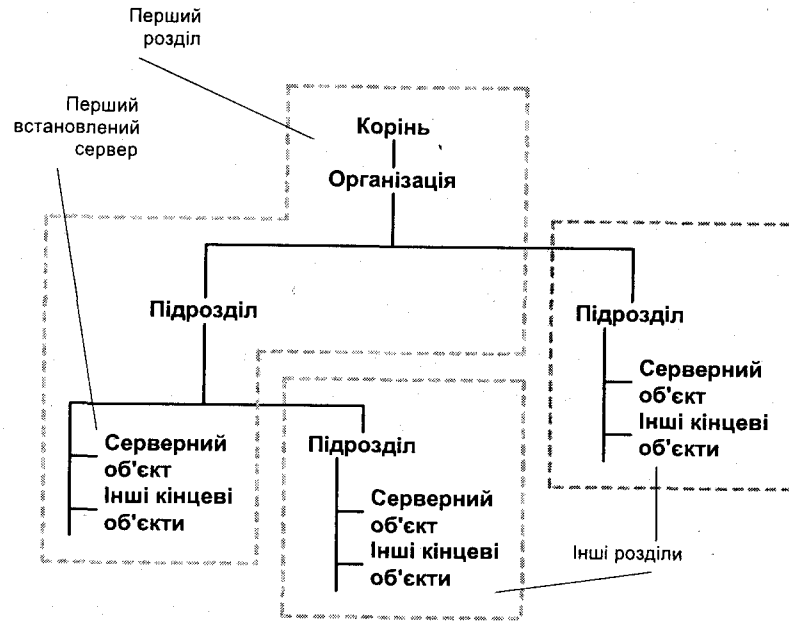 Перший
розділ
Перший
встановлений
сервер
Корінь
Організація
Підрозділ
Підрозділ
Серверний
об'єкт
Інші кінцеві
об'єкти
Серверний
об'єкт
Інші кінцеві
об'єкти
Підрозділ
Серверний
об'єкт
Інші кінцеві
об'єкти
Інші розділи